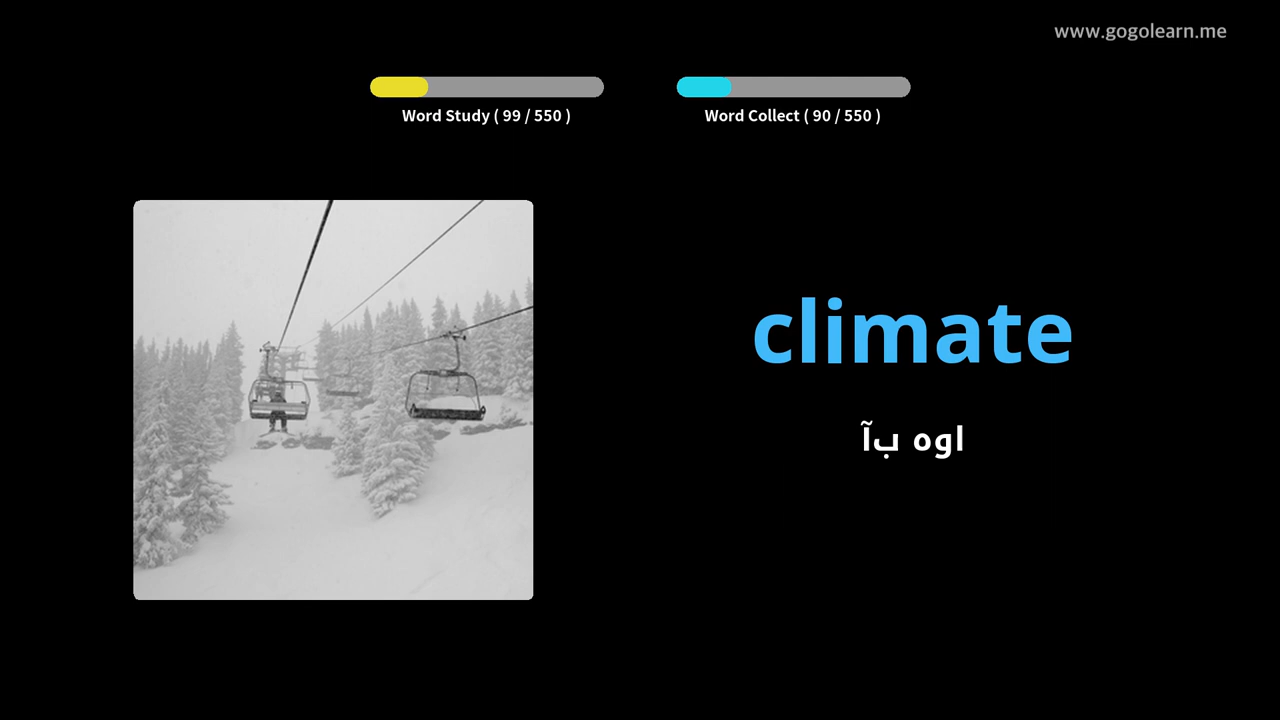 www.gogolearn.me
Word Study ( 99 / 550 )
Word Collect ( 90 / 550 )
climate
اوه بآ